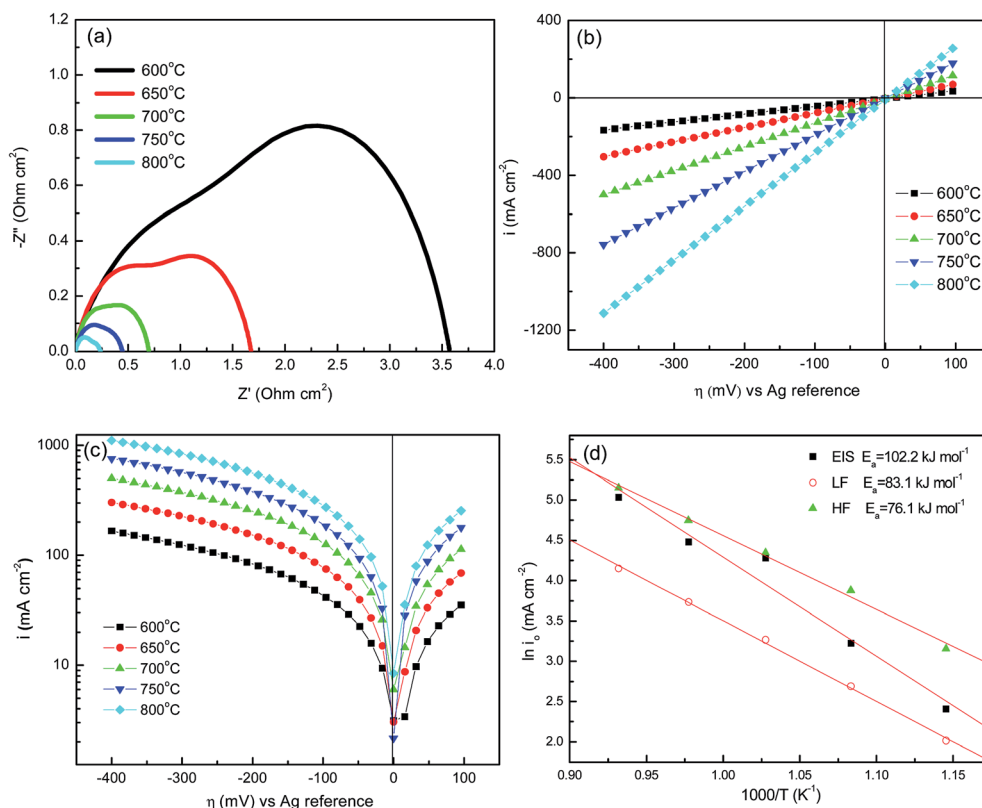 (a)
1.2
1.0
0.8
0.6
0.4
0.2
0.0
-Z" (Ohm cm²)
600°C
650°C
700°C
750°C
800°C
0.0 0.5 1.0 1.5 2.0 2.5 3.0 3.5 4.0
Z' (Ohm cm²)
(b)
400
0
-400
-800
-1200
i (mA cm⁻²)
600°C
650°C
700°C
750°C
800°C
-400 -300 -200 -100 0 100
η (mV) vs Ag reference
(c)
1000
100
10
i (mA cm⁻²)
600°C
650°C
700°C
750°C
800°C
-400 -300 -200 -100 0 100
η (mV) vs Ag reference
(d)
5.5
5.0
4.5
4.0
3.5
3.0
2.5
2.0
ln iₒ (mA cm⁻²)
EIS Eₐ=102.2 kJ mol⁻¹
LF Eₐ=83.1 kJ mol⁻¹
HF Eₐ=76.1 kJ mol⁻¹
0.90 0.95 1.00 1.05 1.10 1.15
1000/T (K⁻¹)